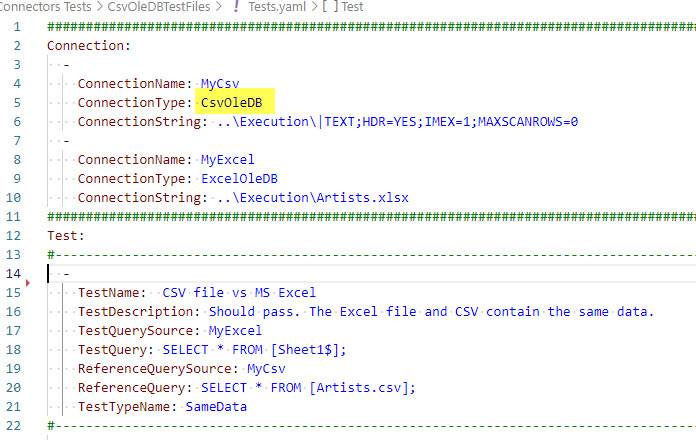 Connectors Tests > CsvOleDBTestFiles > ! Tests.yaml > [ ] Test
1 ####################################################################################
2 Connection:
3 -
4 ConnectionName: MyCsv
5 ConnectionType: CsvOleDB
6 ConnectionString: ..\Execution\|TEXT;HDR=YES;IMEX=1;MAXSCANROWS=0
7 -
8 ConnectionName: MyExcel
9 ConnectionType: ExcelOleDB
10 ConnectionString: ..\Execution\Artists.xlsx
11 ####################################################################################
12 Test:
13 #-----------------------------------------------------------------------------------
14 -
15 TestName: CSV file vs MS Excel
16 TestDescription: Should pass. The Excel file and CSV contain the same data.
17 TestQuerySource: MyExcel
18 TestQuery: SELECT * FROM [Sheet1$];
19 ReferenceQuerySource: MyCsv
20 ReferenceQuery: SELECT * FROM [Artists.csv];
21 TestTypeName: SameData
22 #-----------------------------------------------------------------------------------